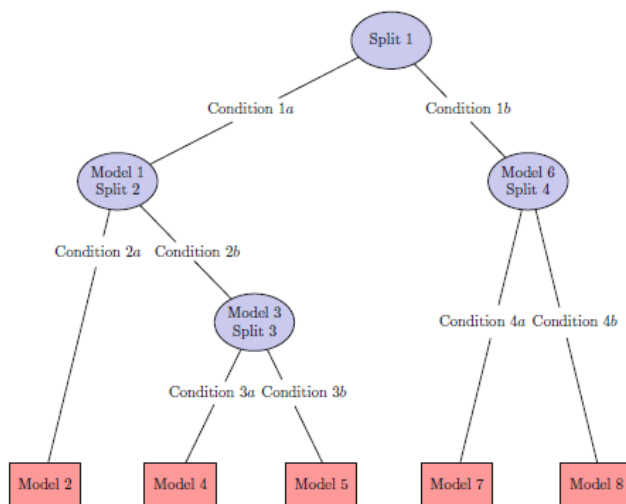 Split 1
Condition 1a
Condition 1b
Model 1
Split 2
Model 6
Split 4
Condition 2a
Condition 2b
Model 3
Split 3
Condition 4a
Condition 4b
Condition 3a
Condition 3b
Model 2
Model 4
Model 5
Model 7
Model 8